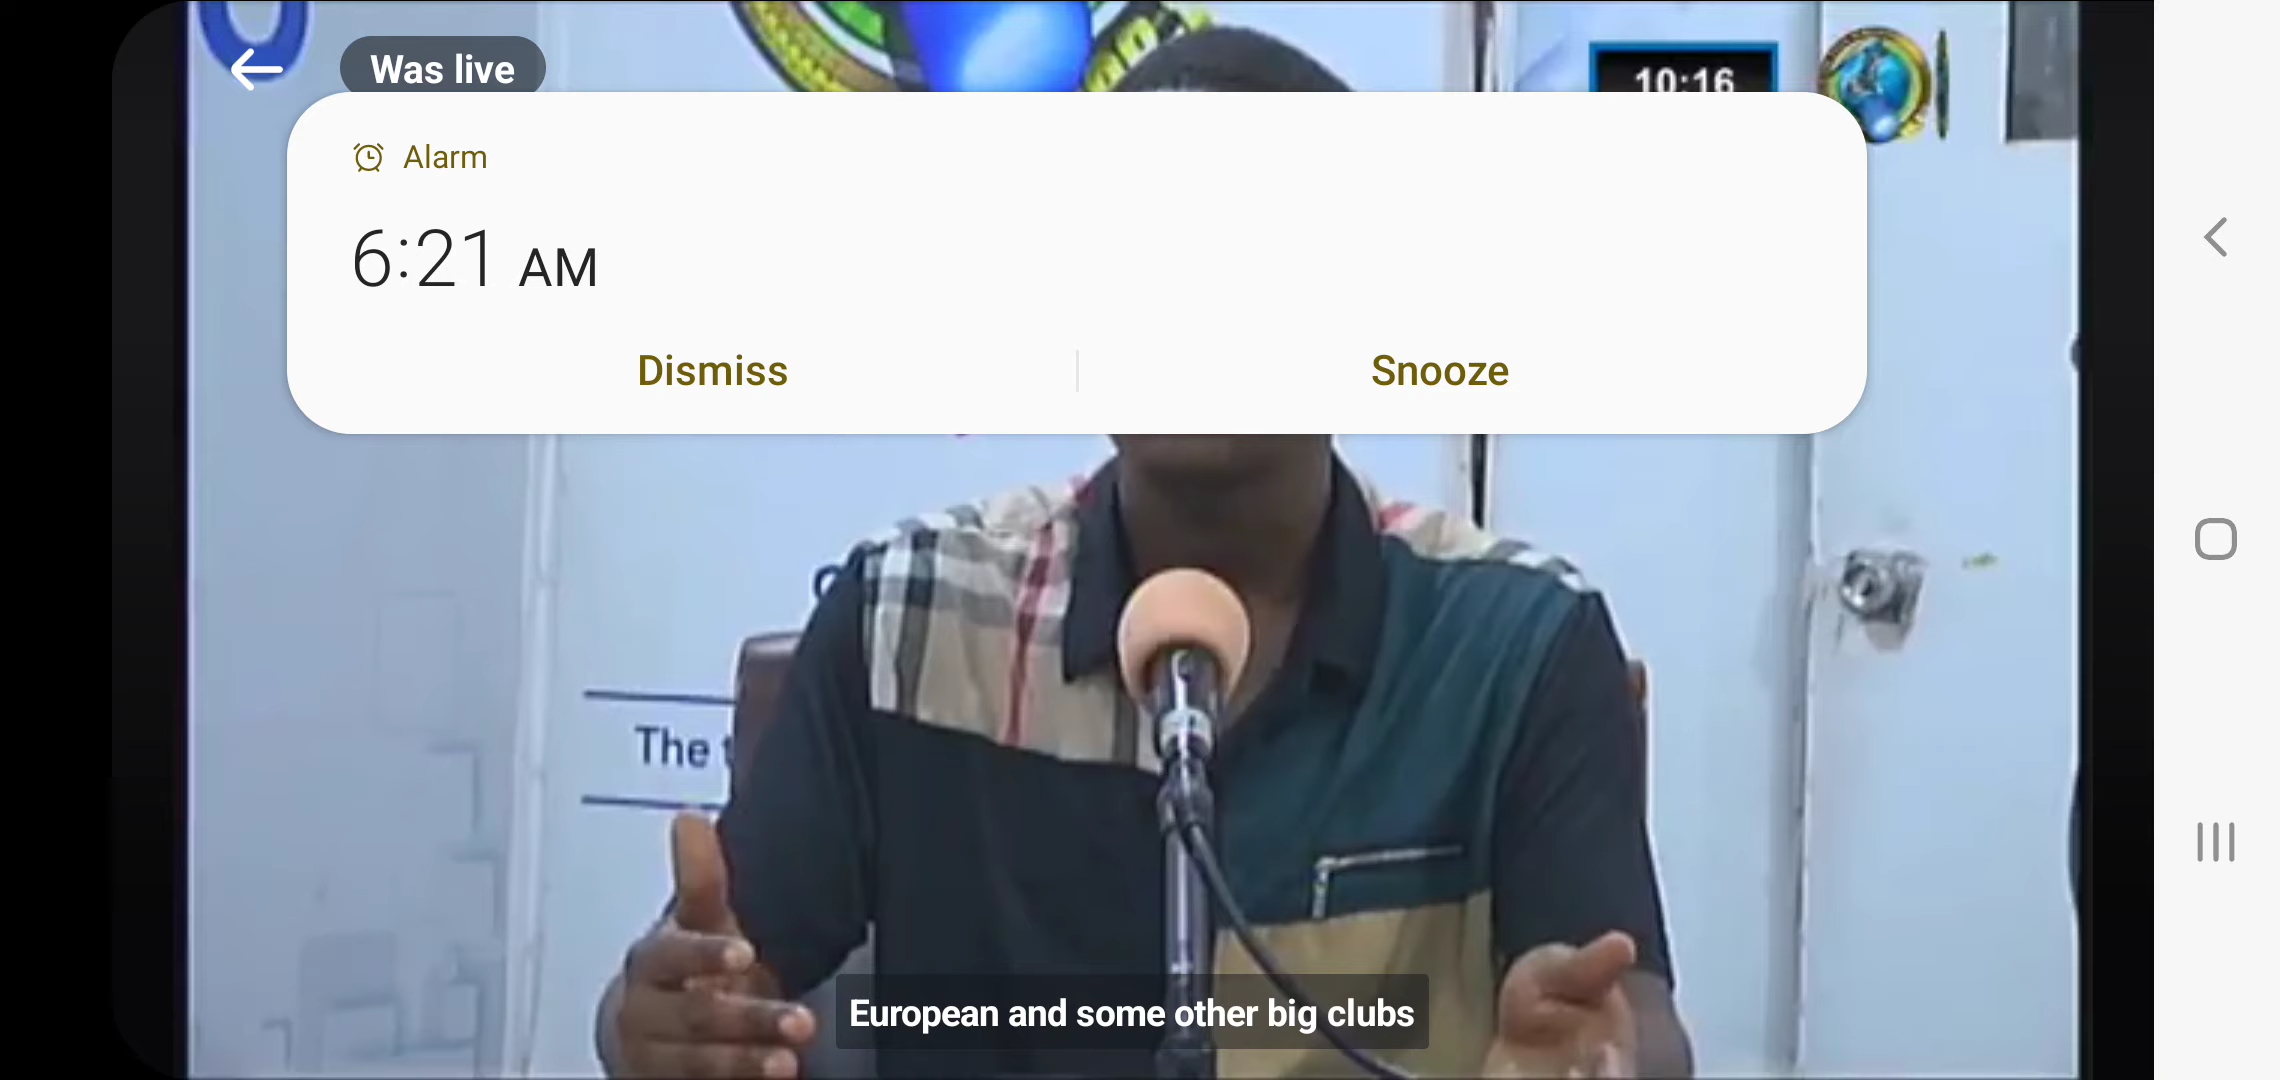 Was live
10:16
Alarm
6:21 AM
Dismiss
Snooze
The
European and some other big clubs